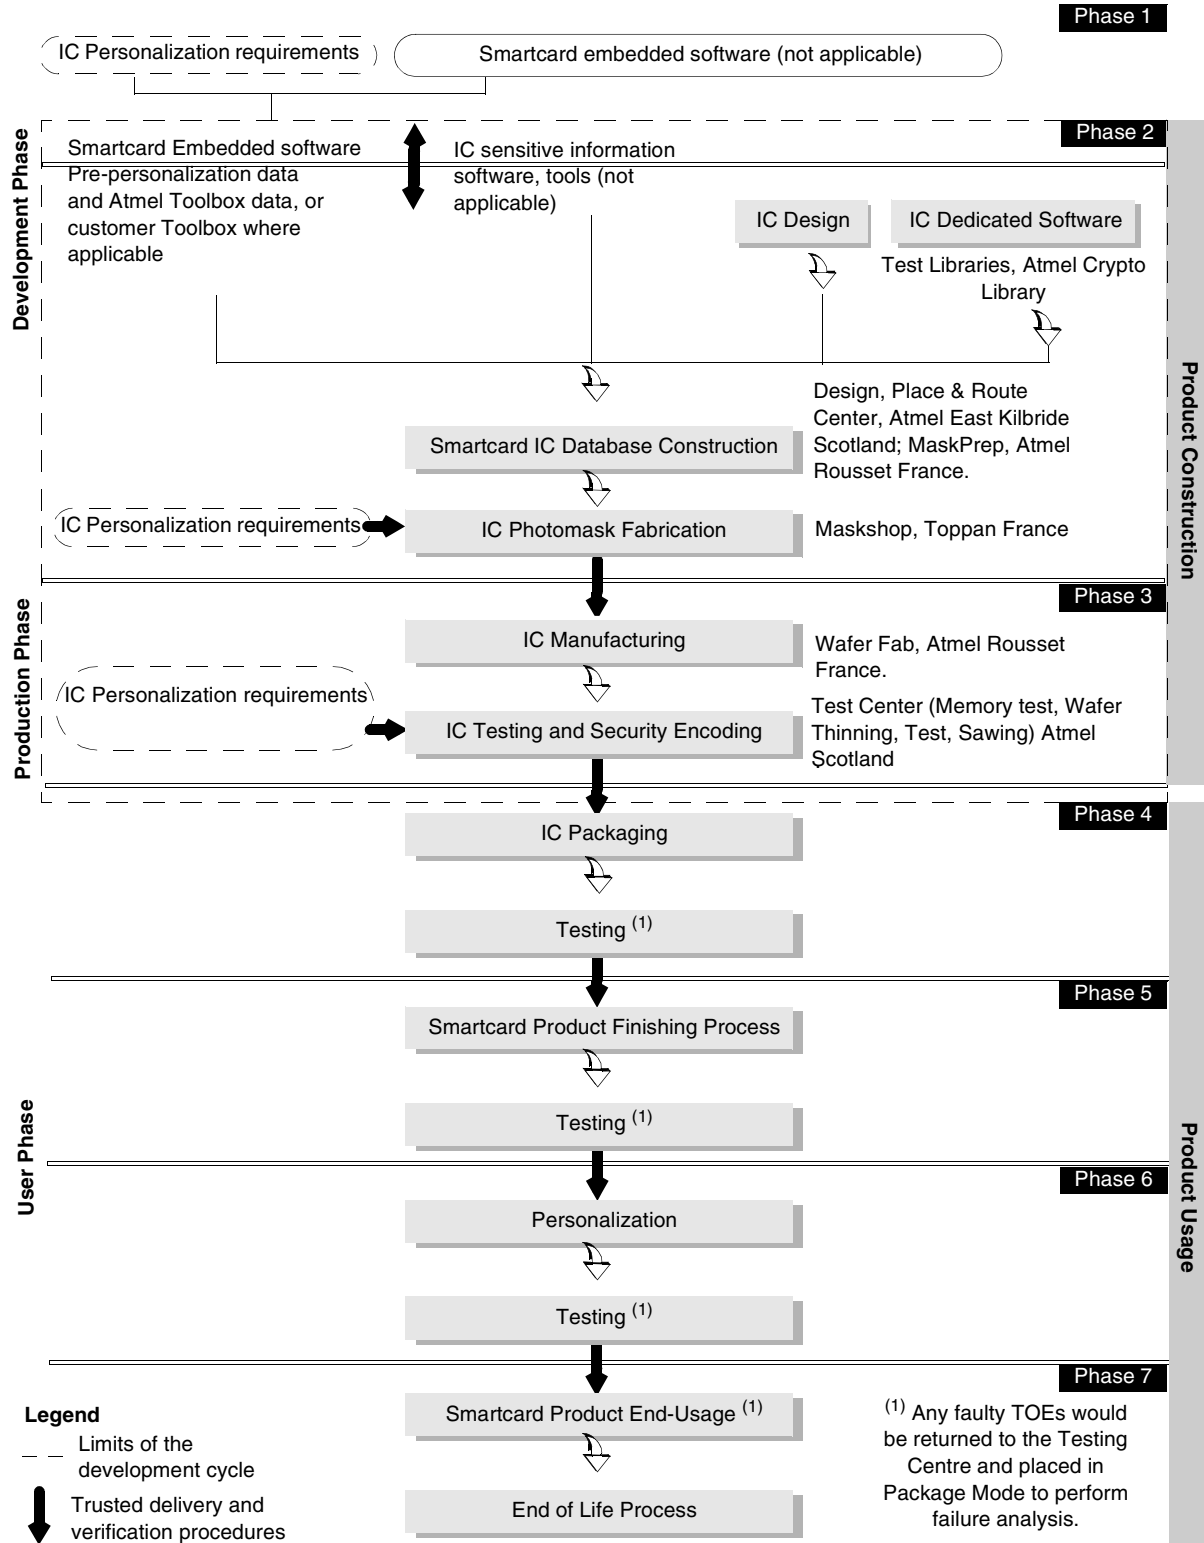 Phase 1
IC Personalization requirements
Smartcard embedded software (not applicable)
Development Phase
Phase 2
Smartcard Embedded software
Pre-personalization data
and Atmel Toolbox data, or
customer Toolbox where
applicable
IC sensitive information
software, tools (not
applicable)
IC Design
IC Dedicated Software
Test Libraries, Atmel Crypto
Library
Product Construction
Design, Place & Route
Center, Atmel East Kilbride
Scotland; MaskPrep, Atmel
Rousset France.
Smartcard IC Database Construction
IC Personalization requirements
IC Photomask Fabrication
Maskshop, Toppan France
Production Phase
Phase 3
IC Manufacturing
Wafer Fab, Atmel Rousset
France.
IC Personalization requirements
IC Testing and Security Encoding
Test Center (Memory test, Wafer
Thinning, Test, Sawing) Atmel
Scotland
Phase 4
IC Packaging
Testing (1)
Phase 5
Smartcard Product Finishing Process
Testing (1)
User Phase
Product Usage
Phase 6
Personalization
Testing (1)
Phase 7
Smartcard Product End-Usage (1)
End of Life Process
(1) Any faulty TOEs would
be returned to the Testing
Centre and placed in
Package Mode to perform
failure analysis.
Legend
Limits of the
development cycle
Trusted delivery and
verification procedures